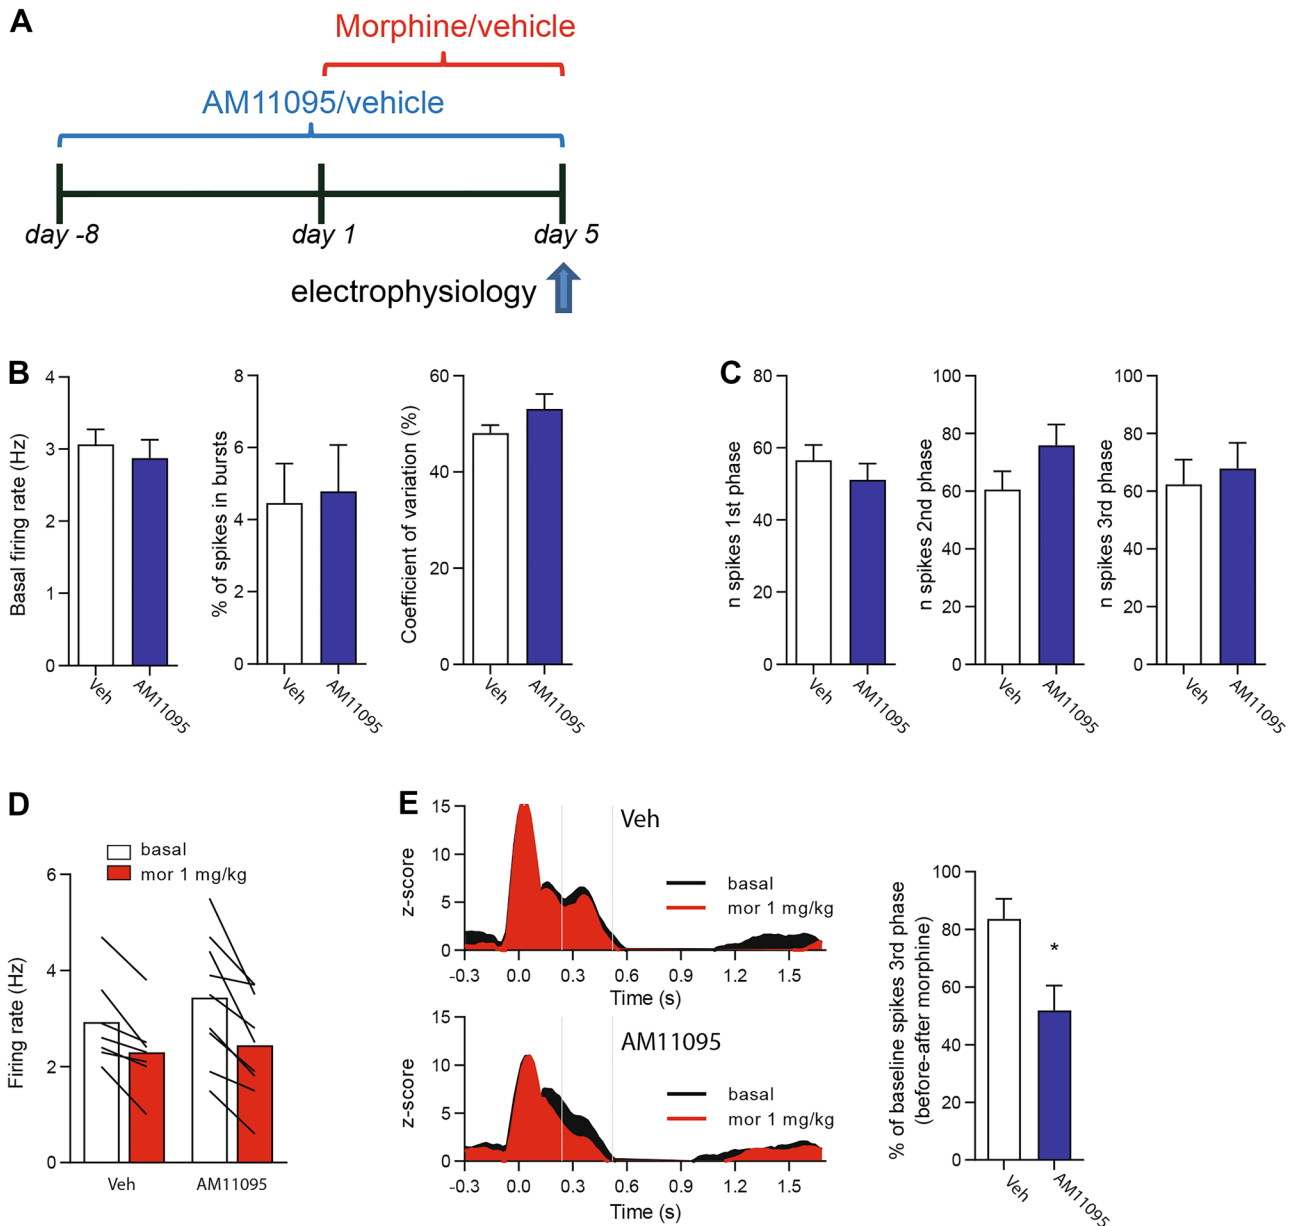 A
Morphine/vehicle
AM11095/vehicle
day -8
day 1
day 5
electrophysiology
B
Basal firing rate (Hz)
4
3
2
1
0
Veh
AM11095
% of spikes in bursts
8
6
4
2
0
Veh
AM11095
Coefficient of variation (%)
60
40
20
0
Veh
AM11095
C
n spikes 1st phase
80
60
40
20
0
Veh
AM11095
n spikes 2nd phase
100
80
60
40
20
0
Veh
AM11095
n spikes 3rd phase
100
80
60
40
20
0
Veh
AM11095
D
basal
mor 1 mg/kg
Firing rate (Hz)
6
4
2
0
Veh
AM11095
E
Veh
basal
mor 1 mg/kg
z-score
15
10
5
0
-0.3 0.0 0.3 0.6 0.9 1.2 1.5
Time (s)
AM11095
basal
mor 1 mg/kg
z-score
15
10
5
0
-0.3 0.0 0.3 0.6 0.9 1.2 1.5
Time (s)
% of baseline spikes 3rd phase
(before-after morphine)
100
80
60
40
20
0
*
Veh
AM11095